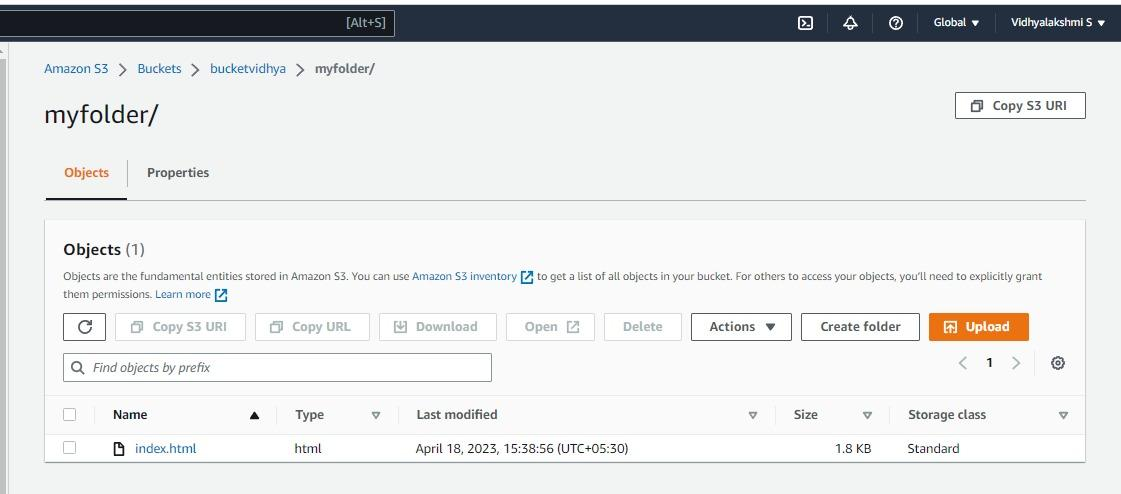 [Alt+S] Global Vidhyalakshmi S
Amazon S3 Buckets bucketvidhya myfolder/
myfolder/ Copy S3 URI
Objects Properties
Objects (1)
Objects are the fundamental entities stored in Amazon S3. You can use Amazon S3 inventory to get a list of all objects in your bucket. For others to access your objects, you'll need to explicitly grant
them permissions. Learn more
Copy S3 URI Copy URL Download Open Delete Actions Create folder Upload
Find objects by prefix 1
Name Type Last modified Size Storage class
index.html html April 18, 2023, 15:38:56 (UTC+05:30) 1.8 KB Standard